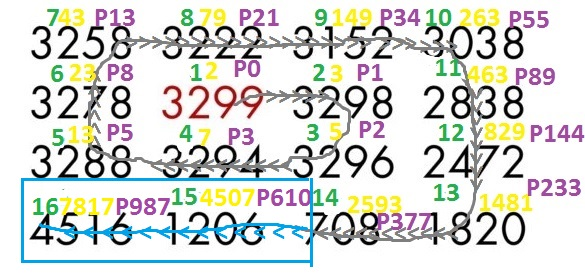 7 43 P13 8 79 P21 9 149 P34 10 263 P55
3258 3222 3152 3038
6 23 P8 1 2 P0 2 3 P1 11 463 P89
3278 3299 3298 2838
5 13 P5 4 7 P3 3 5 P2 12 829 P144
3288 3294 3296 2472
16 7817 P987 15 4507 P610 14 2593 P377 13 1481 P233
4516 1206 708 1820